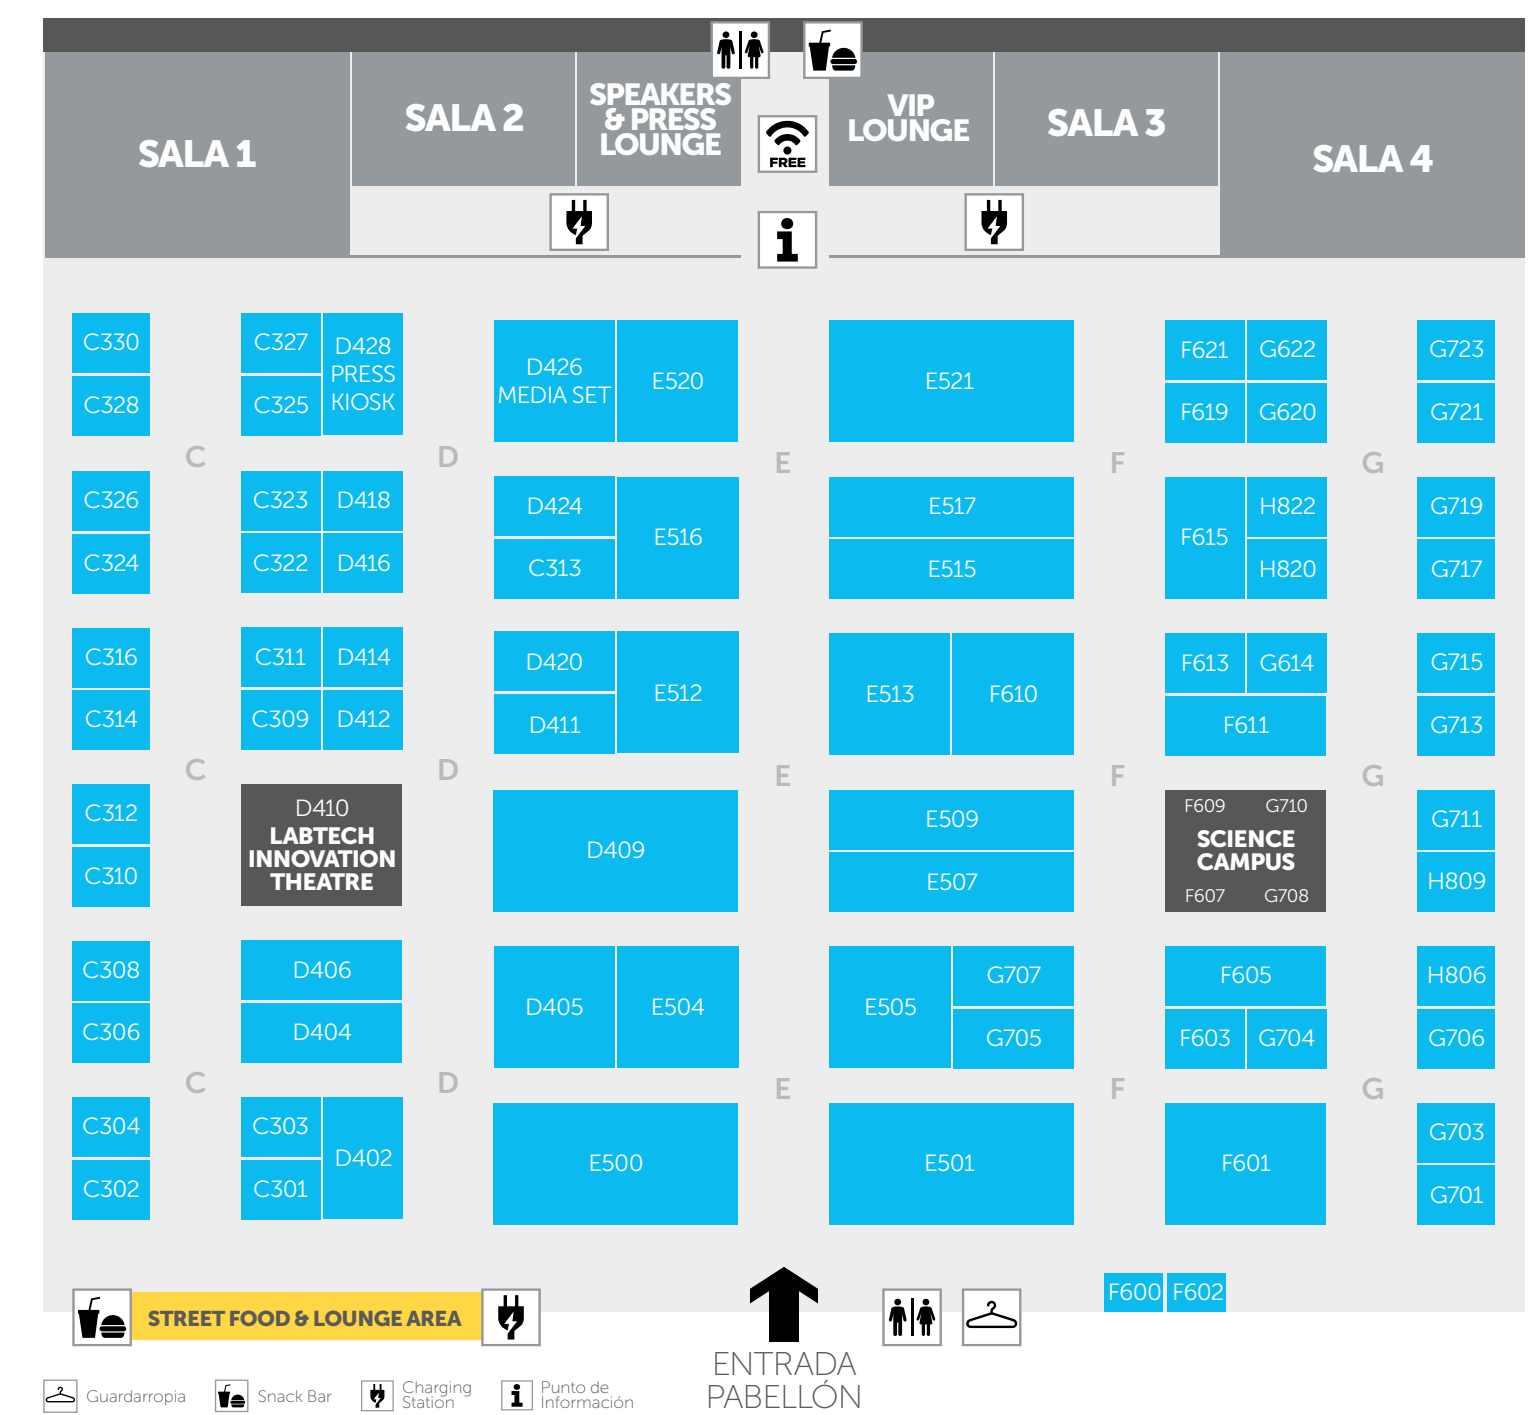 SALA 1
SALA 2
SPEAKERS
& PRESS
LOUNGE
FREE
VIP
LOUNGE
SALA 3
SALA 4
C330
C327
D428
PRESS
KIOSK
D426
MEDIA SET
E520
E521
F621
G622
G723
C328
C325
F619
G620
G721
C
D
E
F
G
C326
C323
D418
D424
E516
E517
F615
H822
G719
C324
C322
D416
C313
E515
H820
G717
C316
C311
D414
D420
E512
E513
F610
F613
G614
G715
C314
C309
D412
D411
F611
G713
C
D
E
F
G
C312
D410
LABTECH
INNOVATION
THEATRE
D409
E509
F609
G710
SCIENCE
CAMPUS
F607
G708
G711
C310
E507
H809
C308
D406
D405
E504
E505
G707
F605
H806
C306
D404
G705
F603
G704
G706
C
D
E
F
G
C304
C303
D402
E500
E501
F601
G703
C302
C301
G701
F600
F602
STREET FOOD & LOUNGE AREA
ENTRADA
PABELLÓN
Guardarropia
Snack Bar
Charging
Station
Punto de
Información